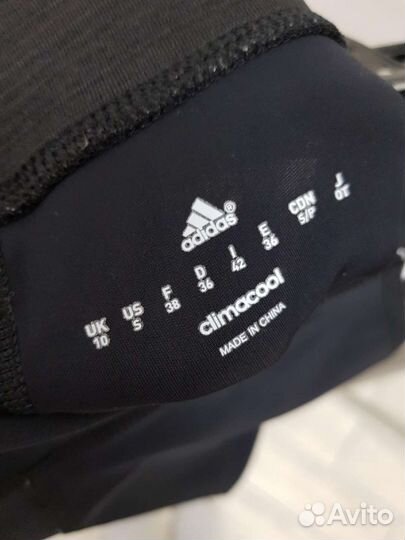 adidas®
UK US F D I E CDN J
10 S 38 36 42 36 S/P OT
climacool
MADE IN CHINA
Avito